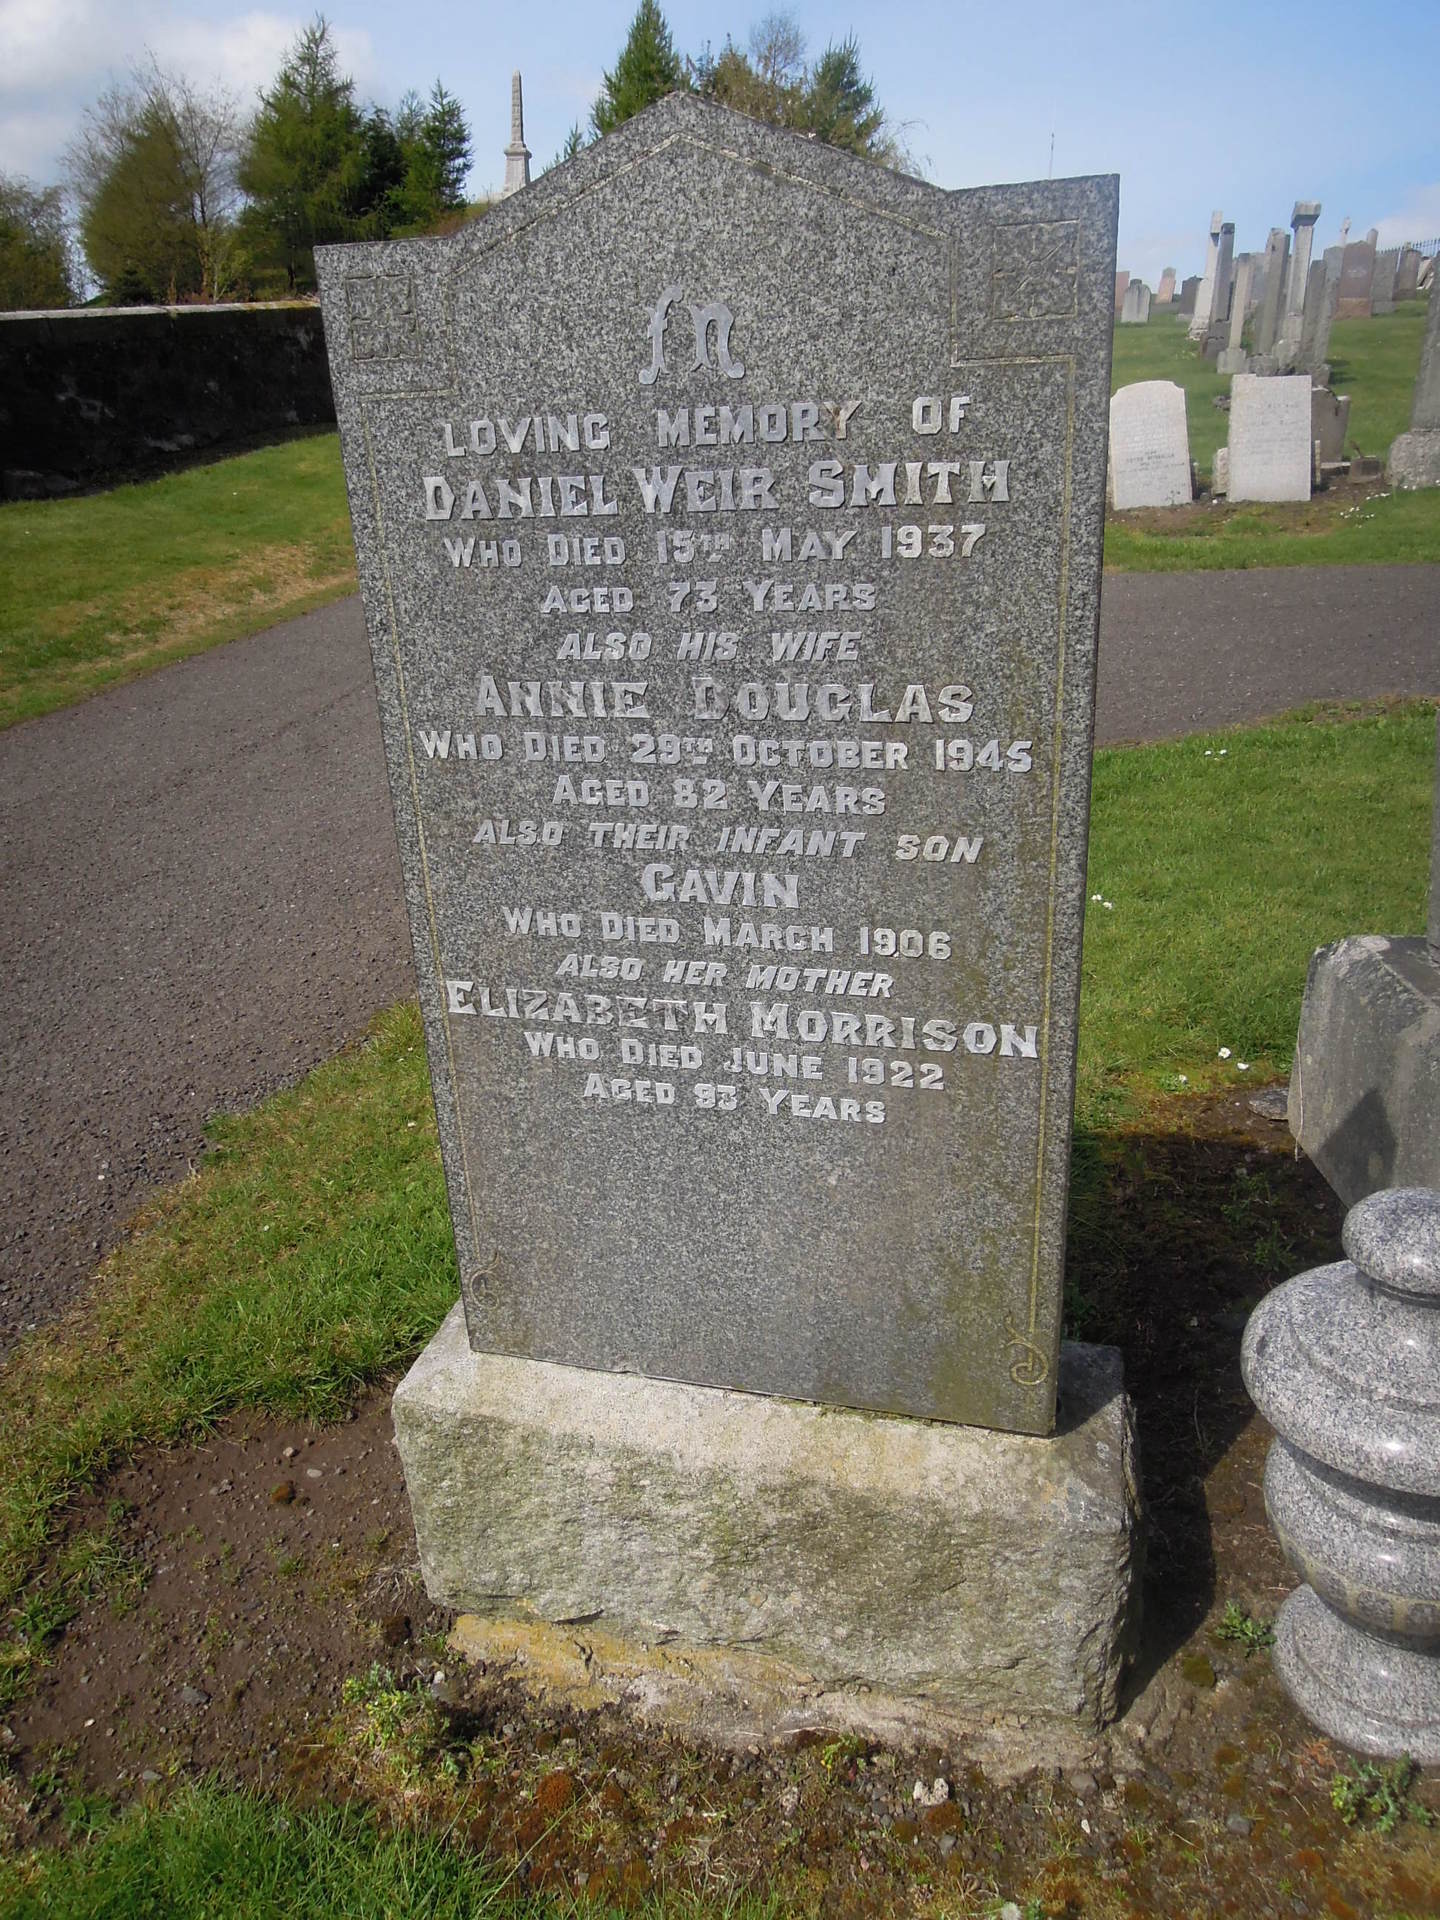 In
LOVING MEMORY OF
DANIEL WEIR SMITH
WHO DIED 15TH MAY 1937
AGED 73 YEARS
ALSO HIS WIFE
ANNIE DOUGLAS
WHO DIED 29TH OCTOBER 1945
AGED 82 YEARS
ALSO THEIR INFANT SON
GAVIN
WHO DIED MARCH 1906
ALSO HER MOTHER
ELIZABETH MORRISON
WHO DIED JUNE 1922
AGED 93 YEARS